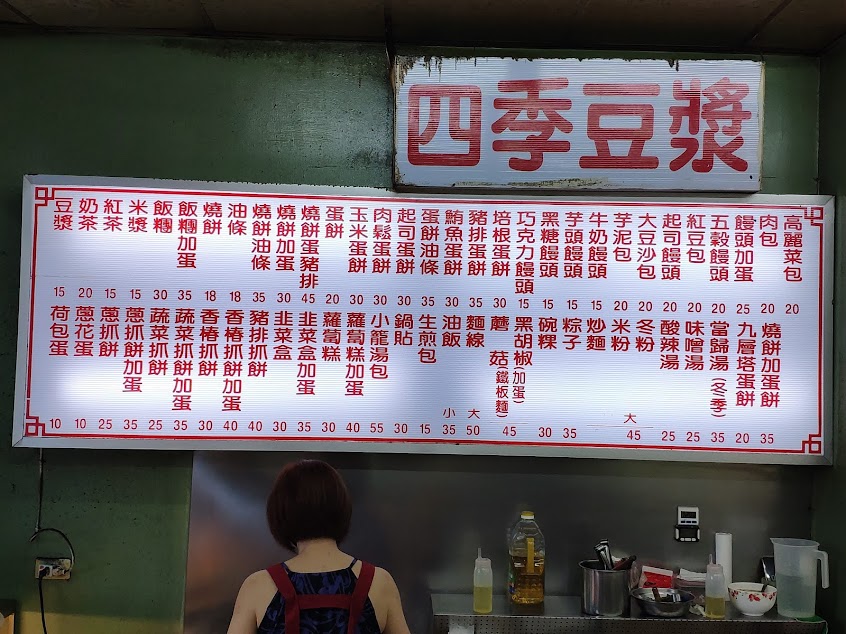 四季豆漿
豆漿 15
奶茶 20
紅茶 15
米漿 15
飯糰 30
飯糰加蛋 35
燒餅 18
油條 18
燒餅油條 35
燒餅加蛋 30
燒餅蛋豬排 45
蛋餅 20
玉米蛋餅 30
肉鬆蛋餅 30
起司蛋餅 30
蛋餅油條 35
鮪魚蛋餅 30
豬排蛋餅 35
培根蛋餅 30
巧克力饅頭 15
黑糖饅頭 15
芋頭饅頭 15
牛奶饅頭 15
芋泥包 20
大豆沙包 20
起司饅頭 20
紅豆包 20
五穀饅頭 20
饅頭加蛋 25
肉包 20
高麗菜包 20
荷包蛋 10
蔥花蛋 10
蔥抓餅 25
蔥抓餅加蛋 35
蔬菜抓餅 25
蔬菜抓餅加蛋 35
香椿抓餅 30
香椿抓餅加蛋 40
豬排抓餅 40
韭菜盒 30
韭菜盒加蛋 35
蘿蔔糕 30
蘿蔔糕加蛋 40
小籠湯包 55
鍋貼 30
生煎包 15
油飯 小 35
麵線 大 50
蘑菇(鐵板麵)
黑胡椒(加蛋) 45
碗粿 30
粽子 35
炒麵
米粉 大 45
冬粉
酸辣湯 25
味噌湯 25
當歸湯(冬季) 35
九層塔蛋餅 20
燒餅加蛋餅 35